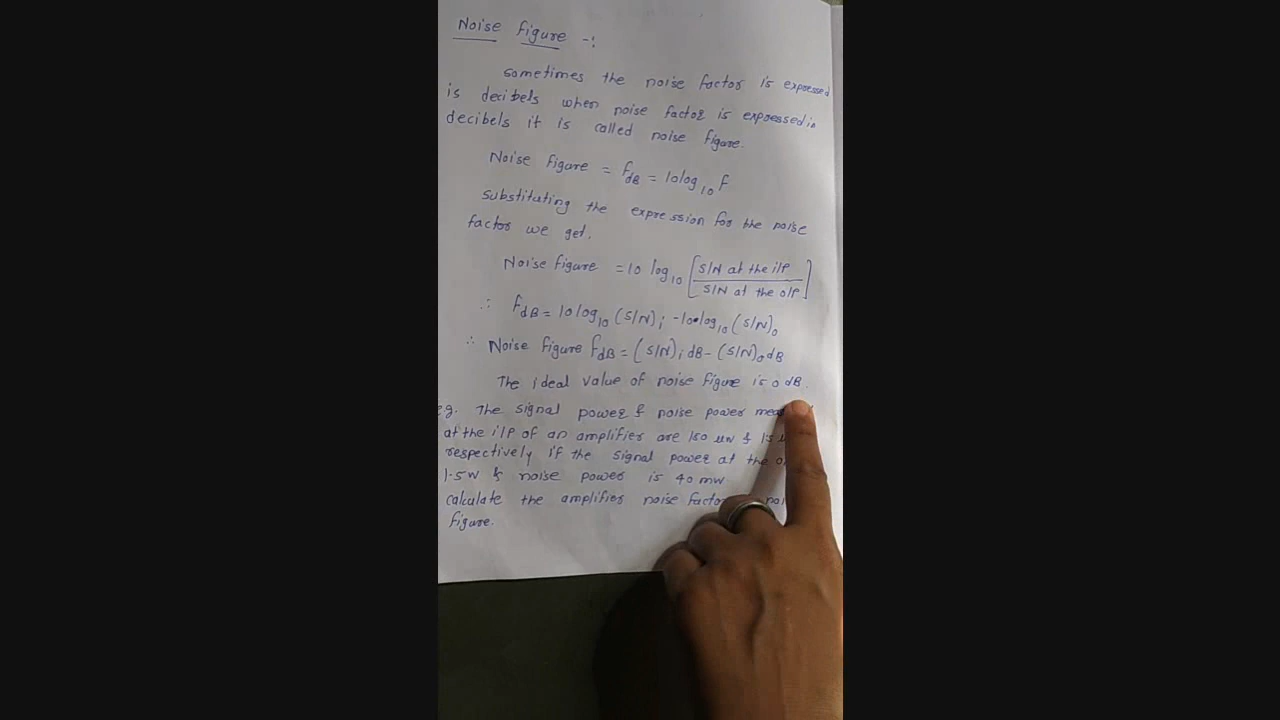 Noise figure -:
sometimes the noise factor is expressed
is decibels when noise factor is expressed in
decibels it is called noise figure.
Noise figure = FdB = 10log10 F
substituting the expression for the noise
factor we get.
Noise figure = 10 log10 [S/N at the i/P / S/N at the o/P]
∴ FdB = 10log10 (S/N)i - 10log10 (S/N)o
∴ Noise figure FdB = (S/N)i dB - (S/N)o dB
The ideal value of noise figure is 0 dB.
eg. The signal power & noise power
at the i/P of an amplifier are 150 uw & 1.5
respectively if the signal power at the
1.5W & noise power is 40 mw
calculate the amplifier noise factor
figure.